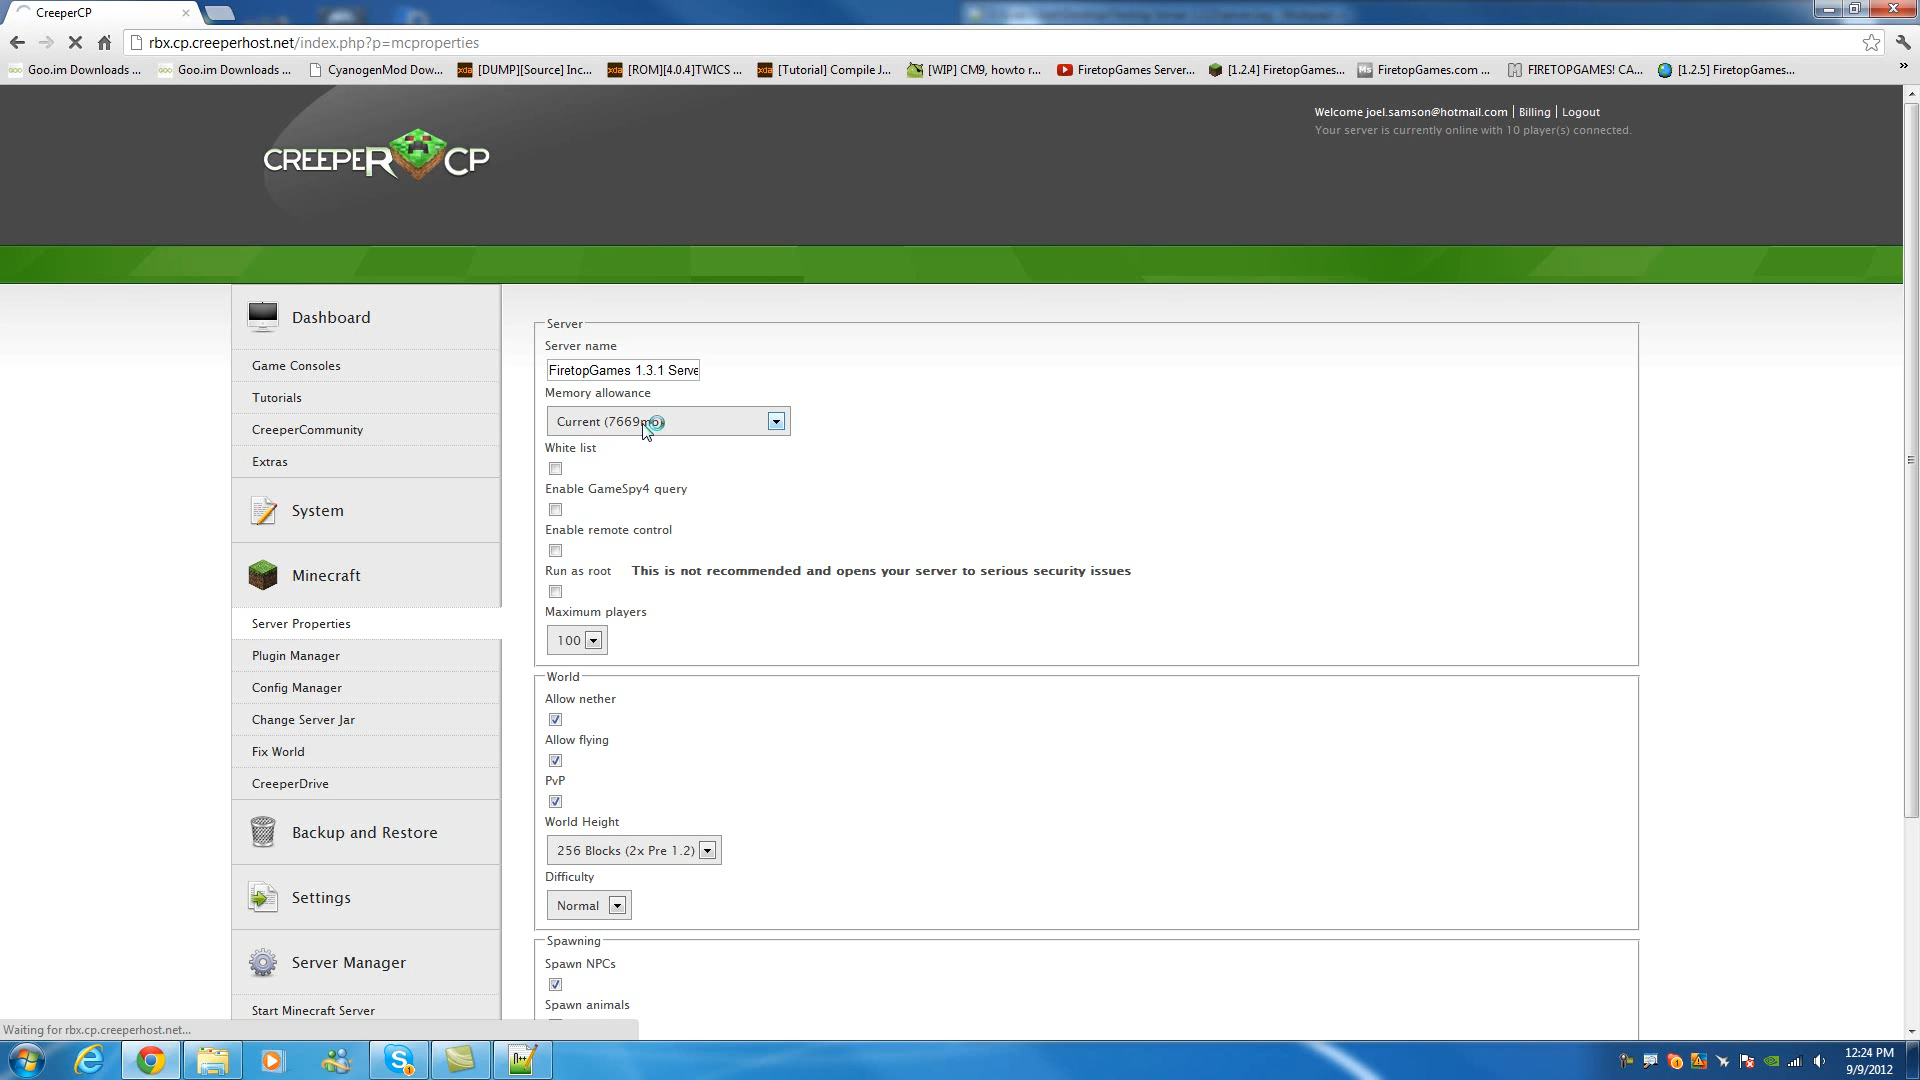 CreeperCP
rbx.cp.creeperhost.net/index.php?p=mcproperties
Goo.im Downloads ...
Goo.im Downloads ...
CyanogenMod Dow...
[DUMP][Source] Inc...
[ROM][4.0.4]TWICS ...
[Tutorial] Compile J...
[WIP] CM9, howto r...
FiretopGames Server...
[1.2.4] FiretopGames...
FiretopGames.com ...
FIRETOPGAMES! CA...
[1.2.5] FiretopGames...
»
CREEPER CP
Welcome joel.samson@hotmail.com | Billing | Logout
Your server is currently online with 10 player(s) connected.
Dashboard
Game Consoles
Tutorials
CreeperCommunity
Extras
System
Minecraft
Server Properties
Plugin Manager
Config Manager
Change Server Jar
Fix World
CreeperDrive
Backup and Restore
Settings
Server Manager
Start Minecraft Server
Server
Server name
FiretopGames 1.3.1 Serve
Memory allowance
Current (7669mb)
White list
Enable GameSpy4 query
Enable remote control
Run as root This is not recommended and opens your server to serious security issues
Maximum players
100
World
Allow nether
Allow flying
PvP
World Height
256 Blocks (2x Pre 1.2)
Difficulty
Normal
Spawning
Spawn NPCs
Spawn animals
Waiting for rbx.cp.creeperhost.net...
12:24 PM
9/9/2012